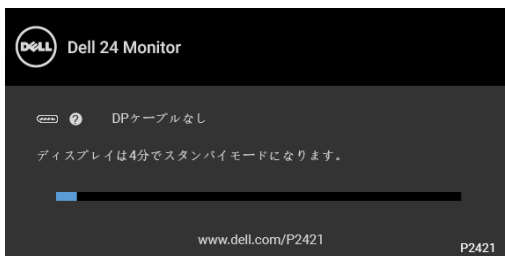 DELL Dell 24 Monitor
? DPケーブルなし
ディスプレイは4分でスタンバイモードになります。
www.dell.com/P2421
P2421